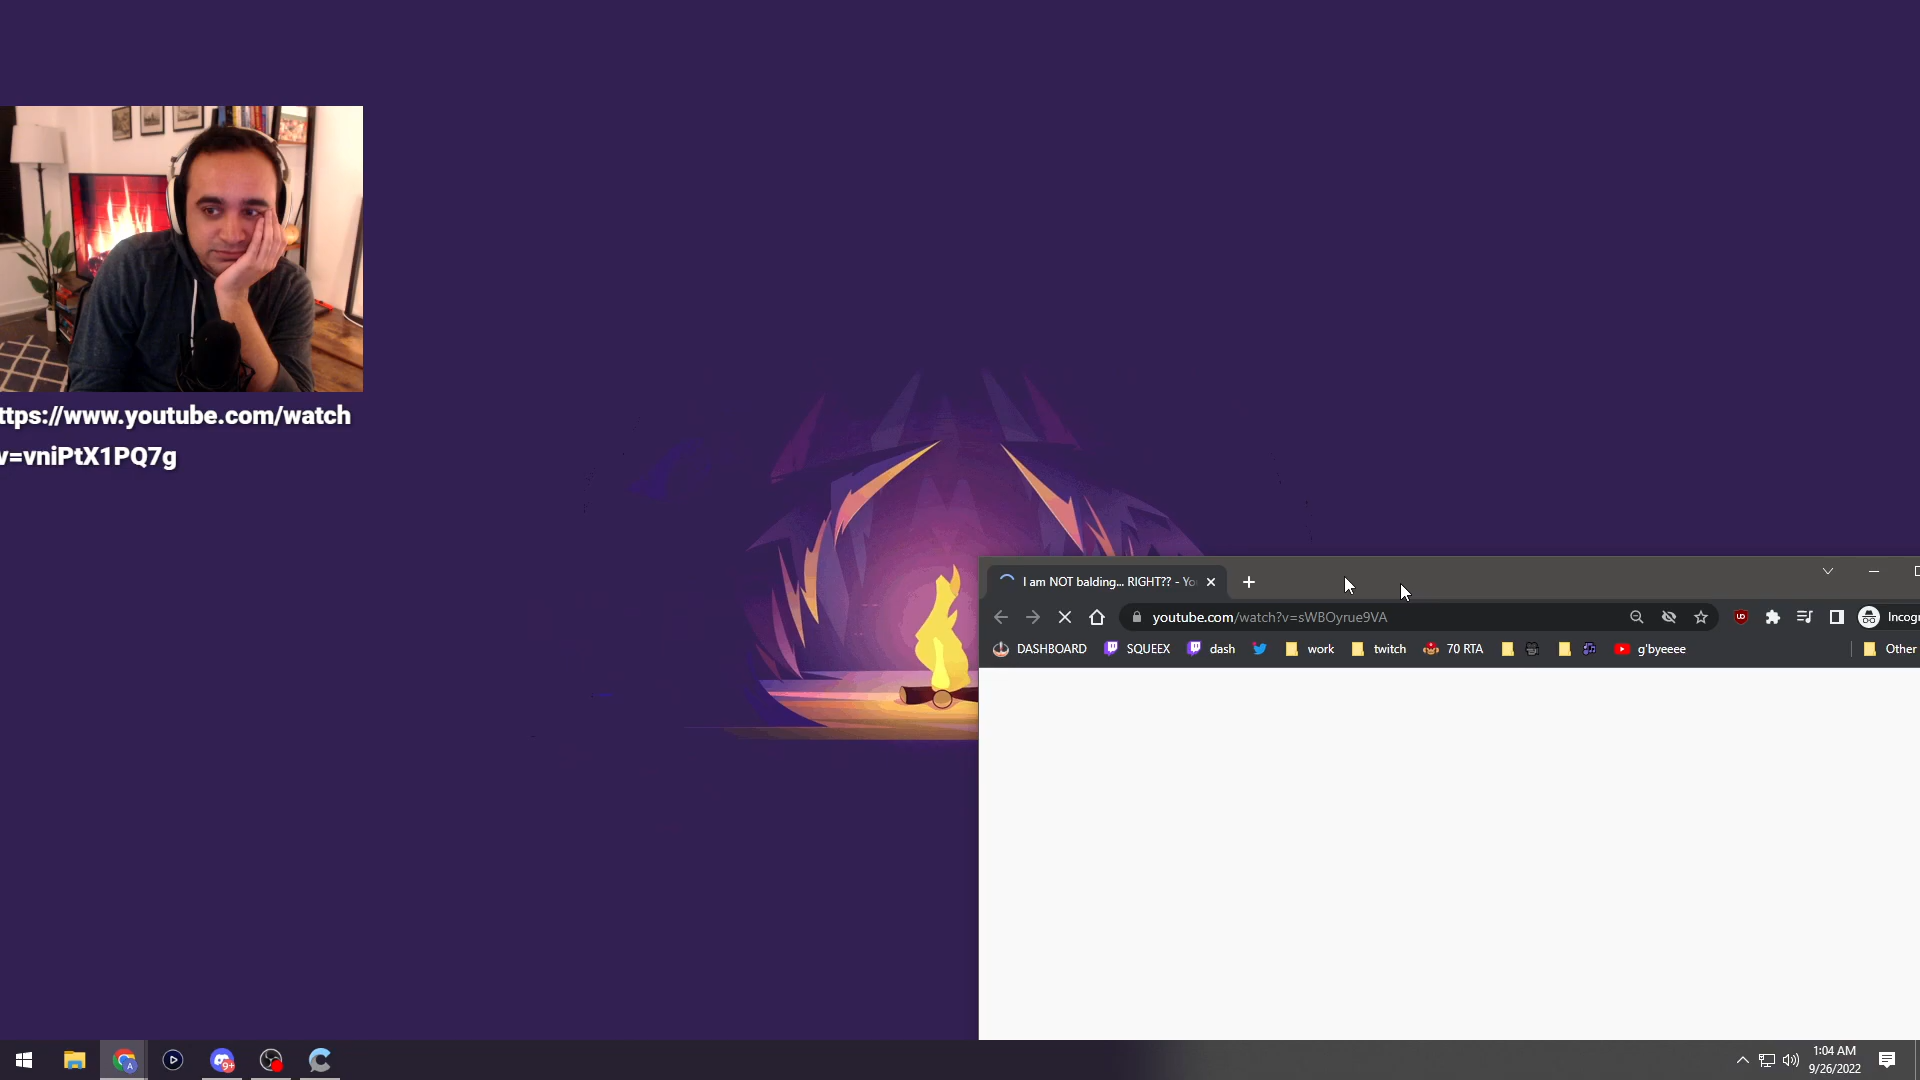 ttps://www.youtube.com/watch
v=vniPtX1PQ7g
I am NOT balding... RIGHT?? - Yo
youtube.com/watch?v=sWBOyrue9VA
Incog
DASHBOARD SQUEEX dash work twitch 70 RTA g'byeeee Other
9+
1:04 AM
9/26/2022